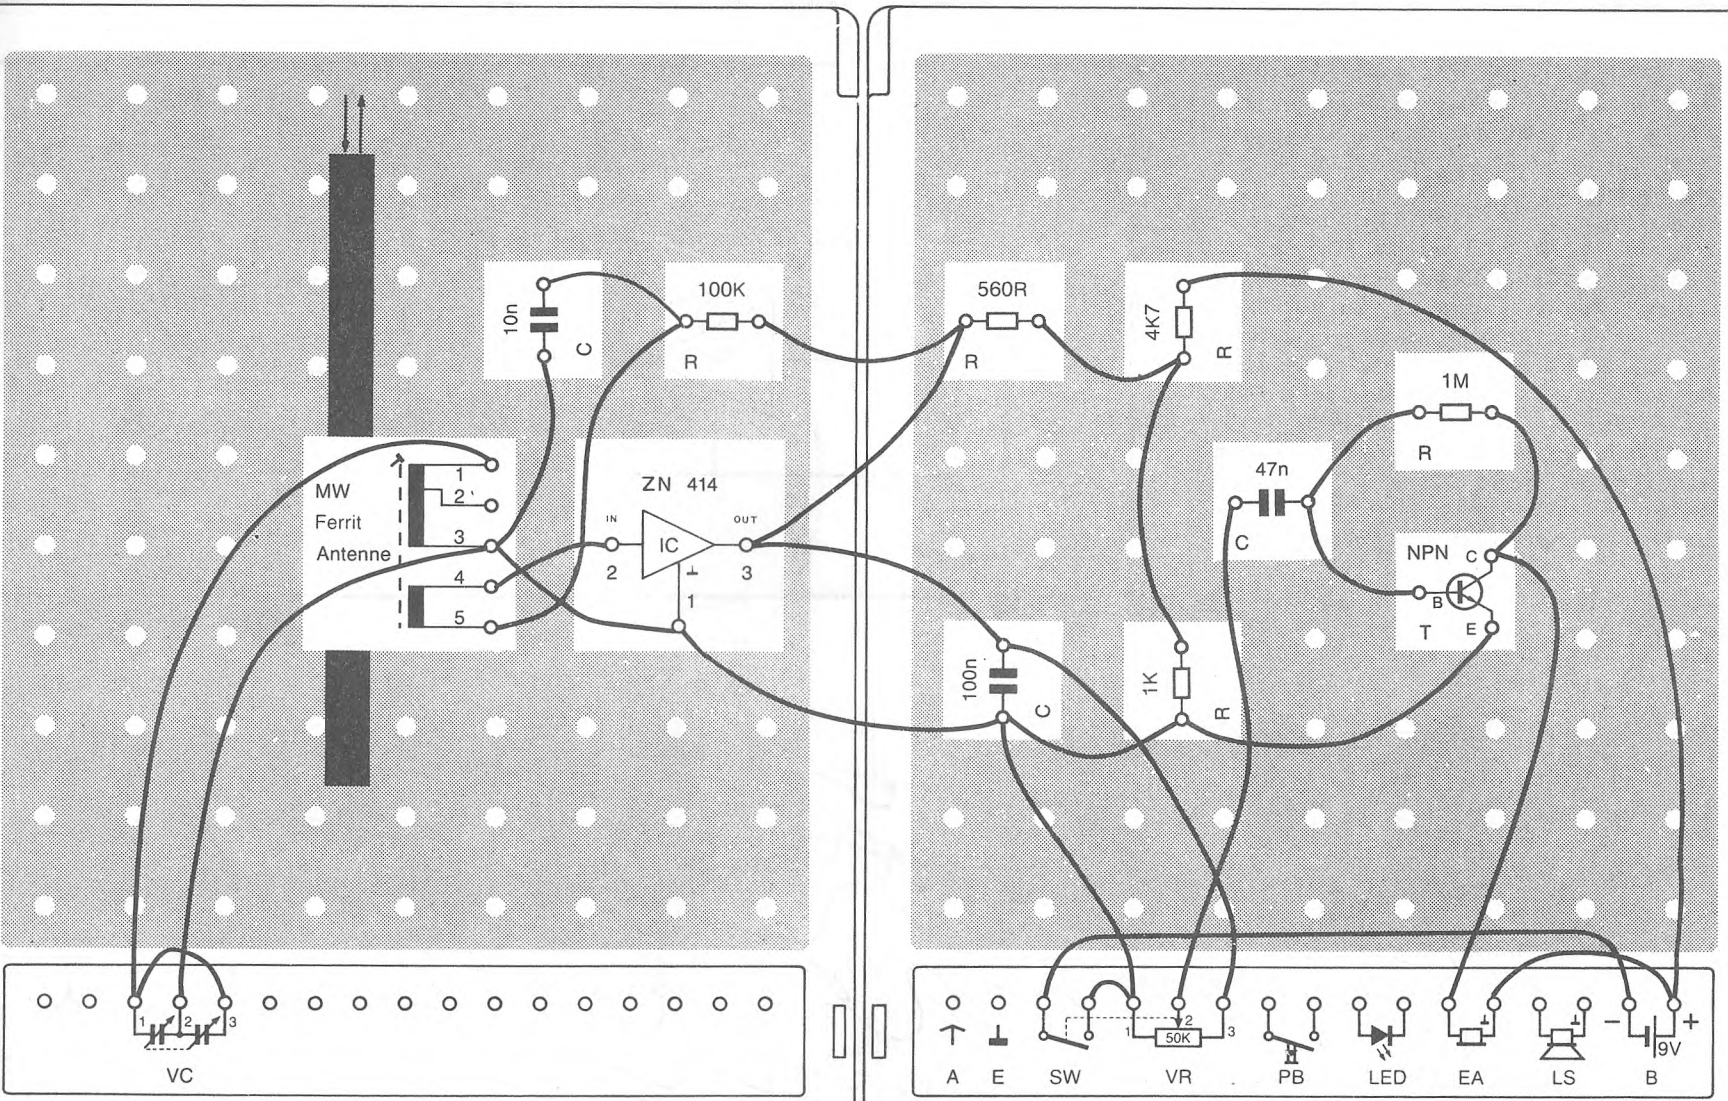 10n
C
100K
R
560R
R
4K7
R
1M
R
47n
C
MW
Ferrit
Antenne
1
2
3
4
5
ZN 414
IN
OUT
IC
2
3
1
NPN
C
B
T
E
100n
C
1K
R
1
2
3
VC
1
2
3
50K
9V
− +
A E SW VR PB LED EA LS B